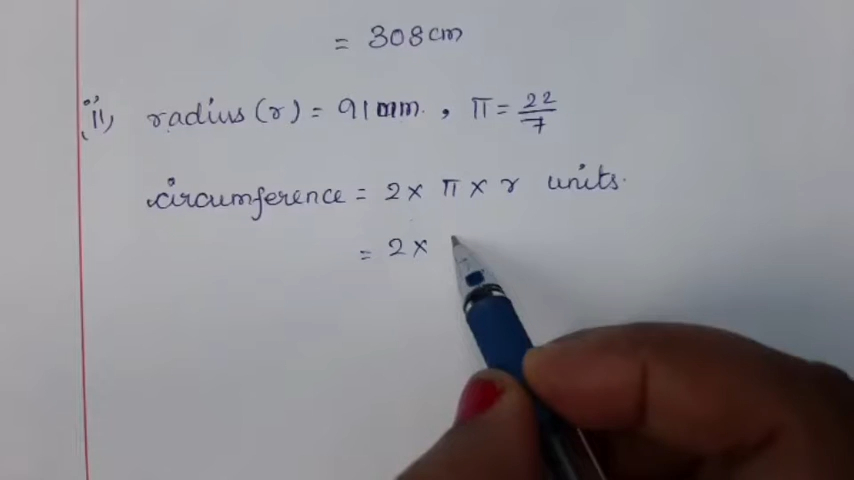 = 308 cm
(ii) radius (r) = 91 mm. , π = 22/7
circumference = 2 × π × r units.
= 2 ×